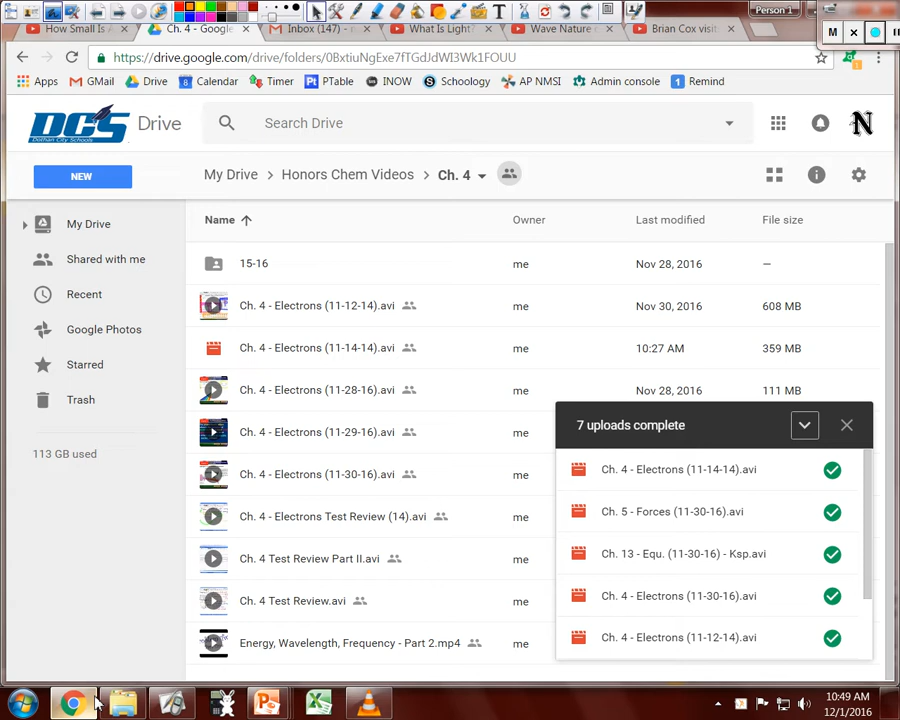 Person 1
How Small Is A
Ch. 4 - Google
Inbox (147) -
What Is Light?
Wave Nature
Brian Cox visit:
M
https://drive.google.com/drive/folders/0BxtiuNgExe7fTGdJdWI3Wk1FOUU
Apps
GMail
Drive
8 Calendar
Timer
Pt PTable
INOW
S Schoology
AP NMSI
Admin console
1 Remind
DCS
Dothan City Schools
Drive
Search Drive
N
NEW
My Drive > Honors Chem Videos > Ch. 4
My Drive
Shared with me
Recent
Google Photos
Starred
Trash
113 GB used
Name Owner Last modified File size
15-16 me Nov 28, 2016 —
Ch. 4 - Electrons (11-12-14).avi me Nov 30, 2016 608 MB
Ch. 4 - Electrons (11-14-14).avi me 10:27 AM 359 MB
Ch. 4 - Electrons (11-28-16).avi me Nov 28, 2016 111 MB
Ch. 4 - Electrons (11-29-16).avi me
Ch. 4 - Electrons (11-30-16).avi me
Ch. 4 - Electrons Test Review (14).avi me
Ch. 4 Test Review Part II.avi me
Ch. 4 Test Review.avi me
Energy, Wavelength, Frequency - Part 2.mp4 me
7 uploads complete
Ch. 4 - Electrons (11-14-14).avi
Ch. 5 - Forces (11-30-16).avi
Ch. 13 - Equ. (11-30-16) - Ksp.avi
Ch. 4 - Electrons (11-30-16).avi
Ch. 4 - Electrons (11-12-14).avi
10:49 AM
12/1/2016